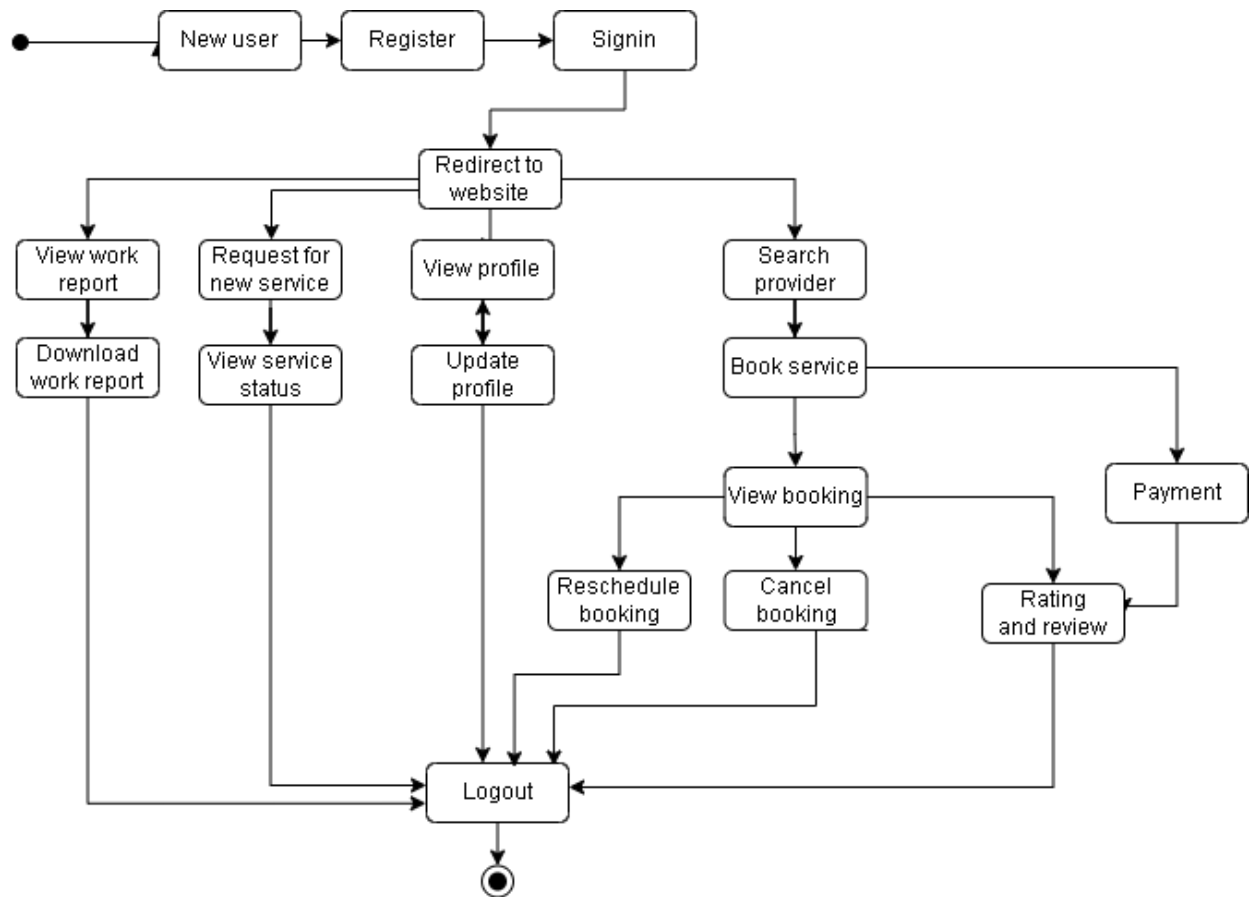 New user
Register
Signin
Redirect to
website
View work
report
Request for
new service
View profile
Search
provider
Download
work report
View service
status
Update
profile
Book service
View booking
Payment
Reschedule
booking
Cancel
booking
Rating
and review
Logout